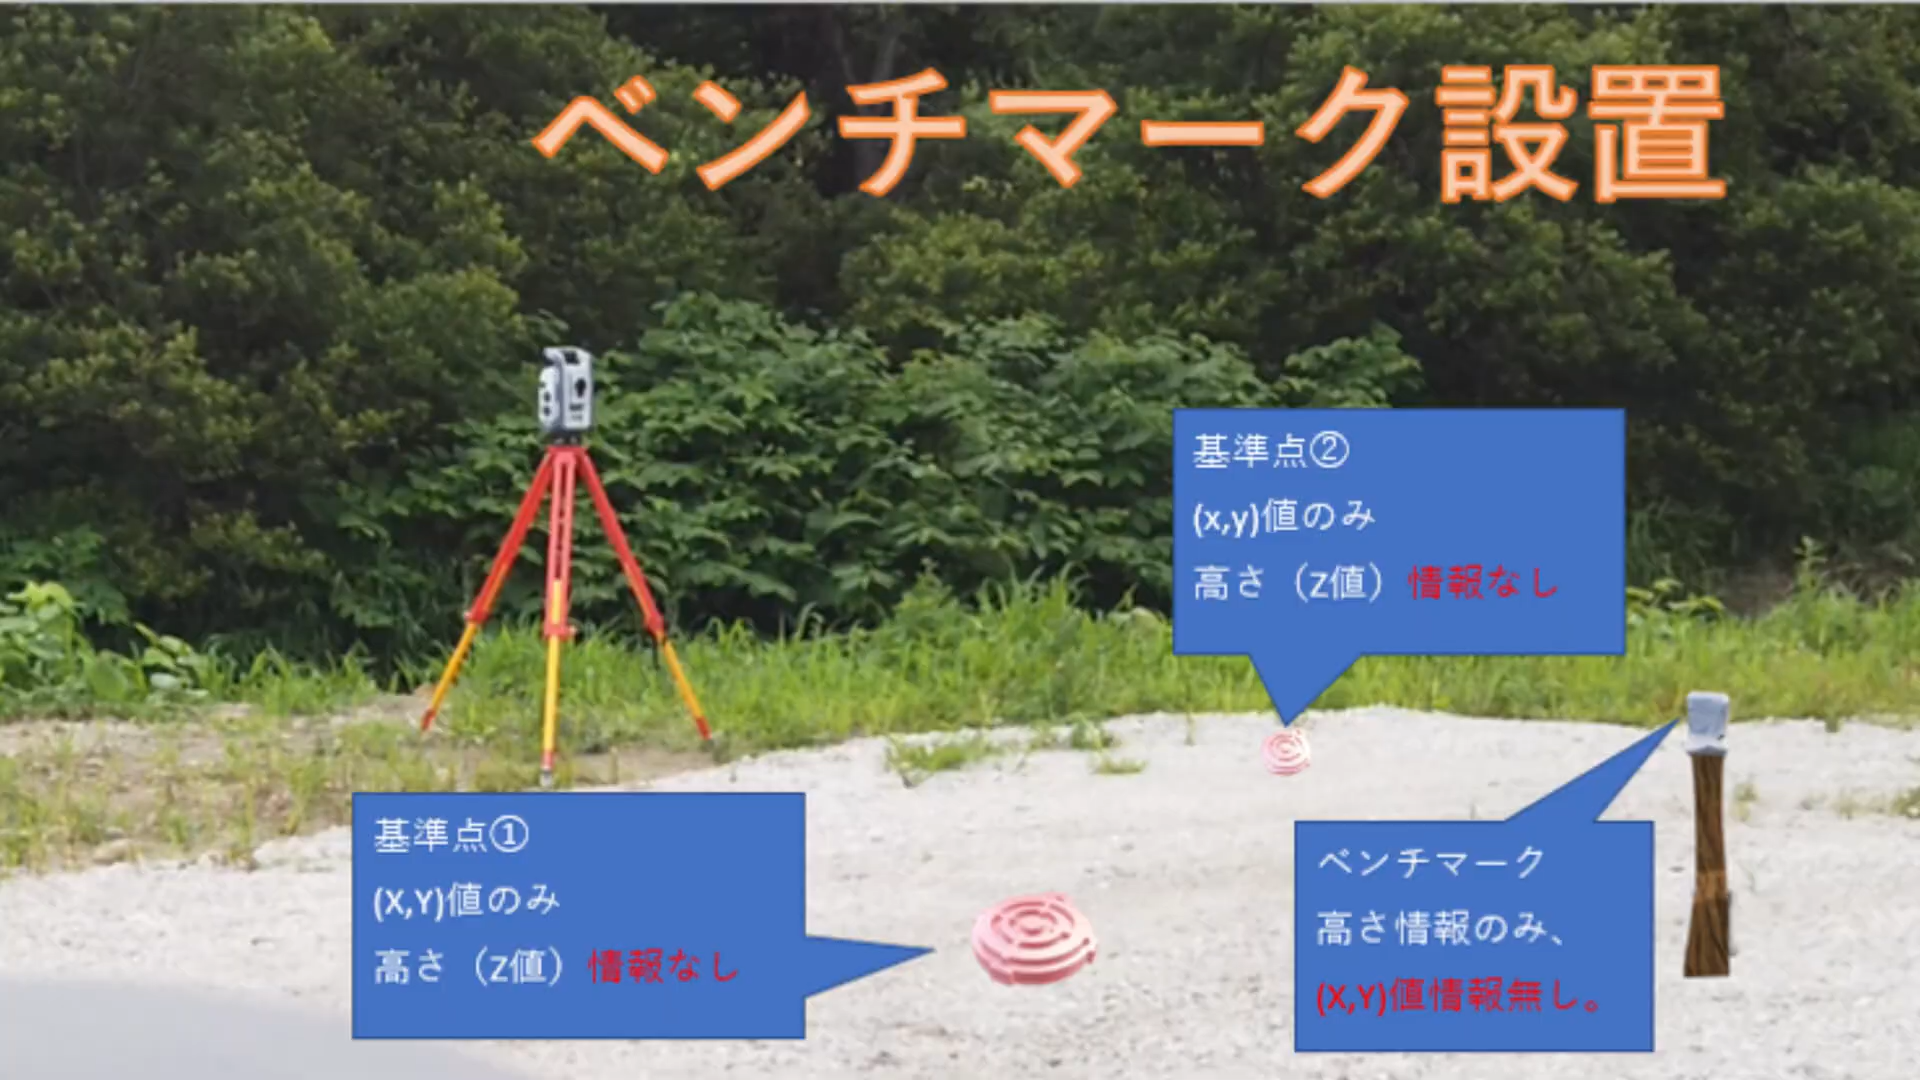 ベンチマーク設置
基準点②
(x,y)値のみ
高さ（Z値）情報なし
基準点①
(X,Y)値のみ
高さ（Z値）情報なし
ベンチマーク
高さ情報のみ、
(X,Y)値情報無し。